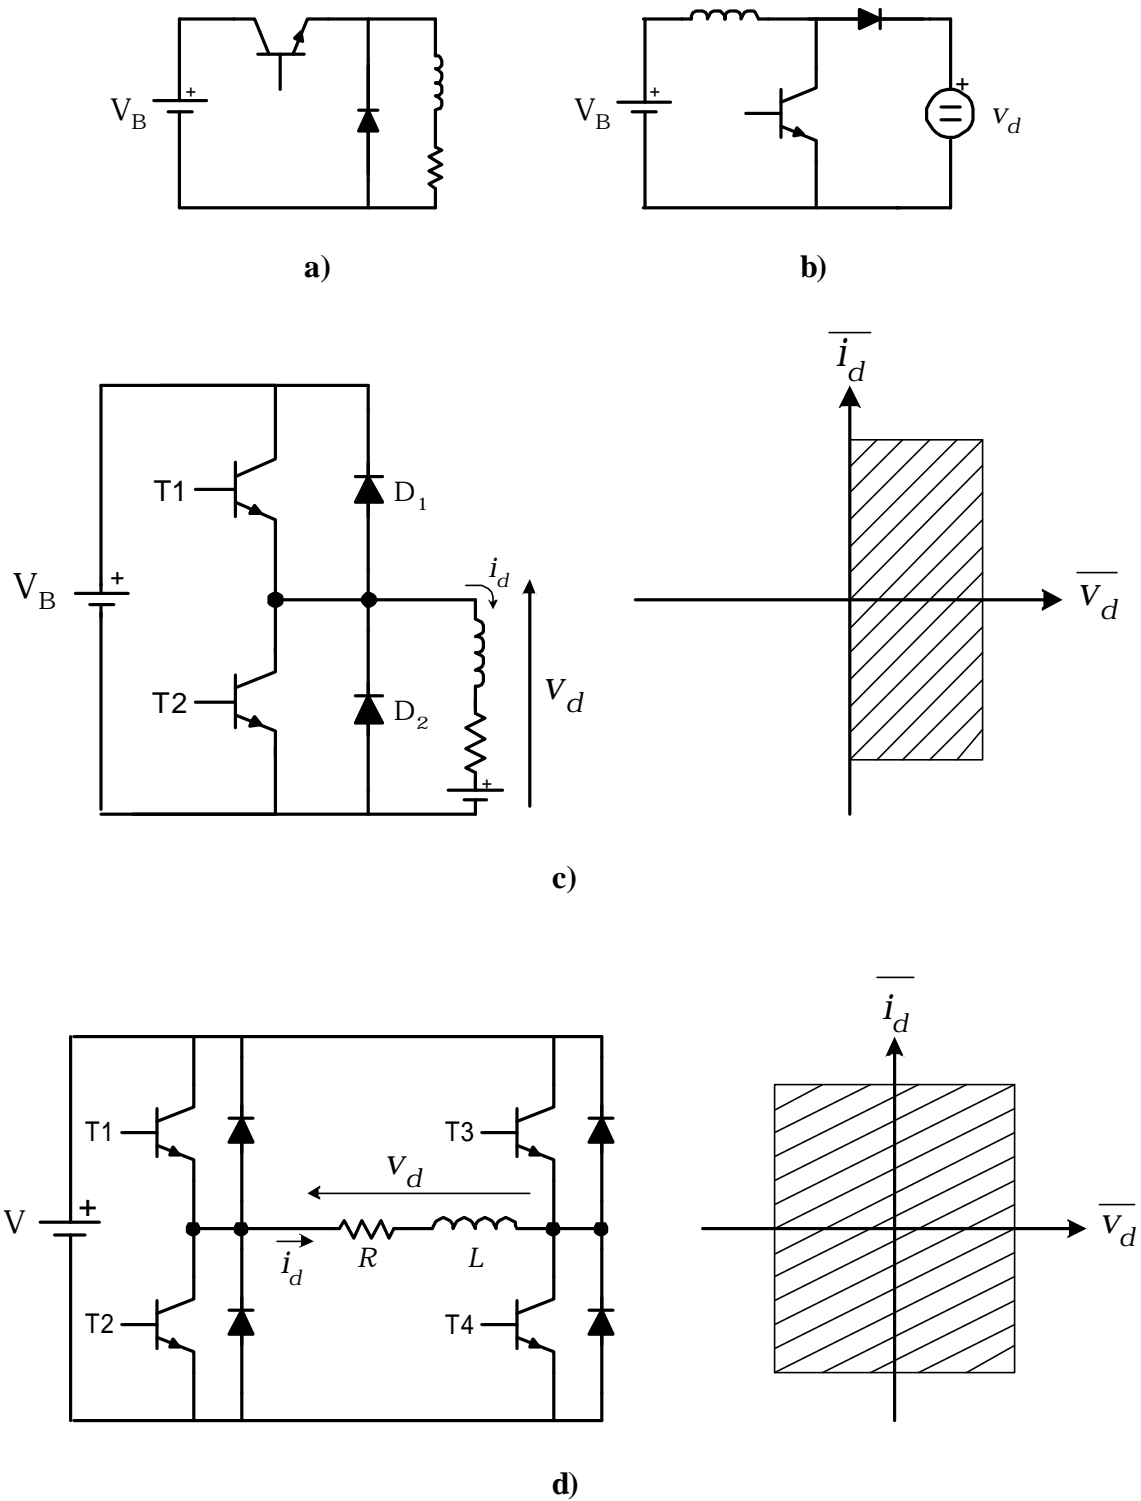 V_B
+
a)
V_B
+
+
v_d
b)
T1
D_1
V_B
+
i_d
v_d
T2
D_2
+
i_d
v_d
c)
T1
T3
v_d
V
+
i_d
R
L
T2
T4
i_d
v_d
d)